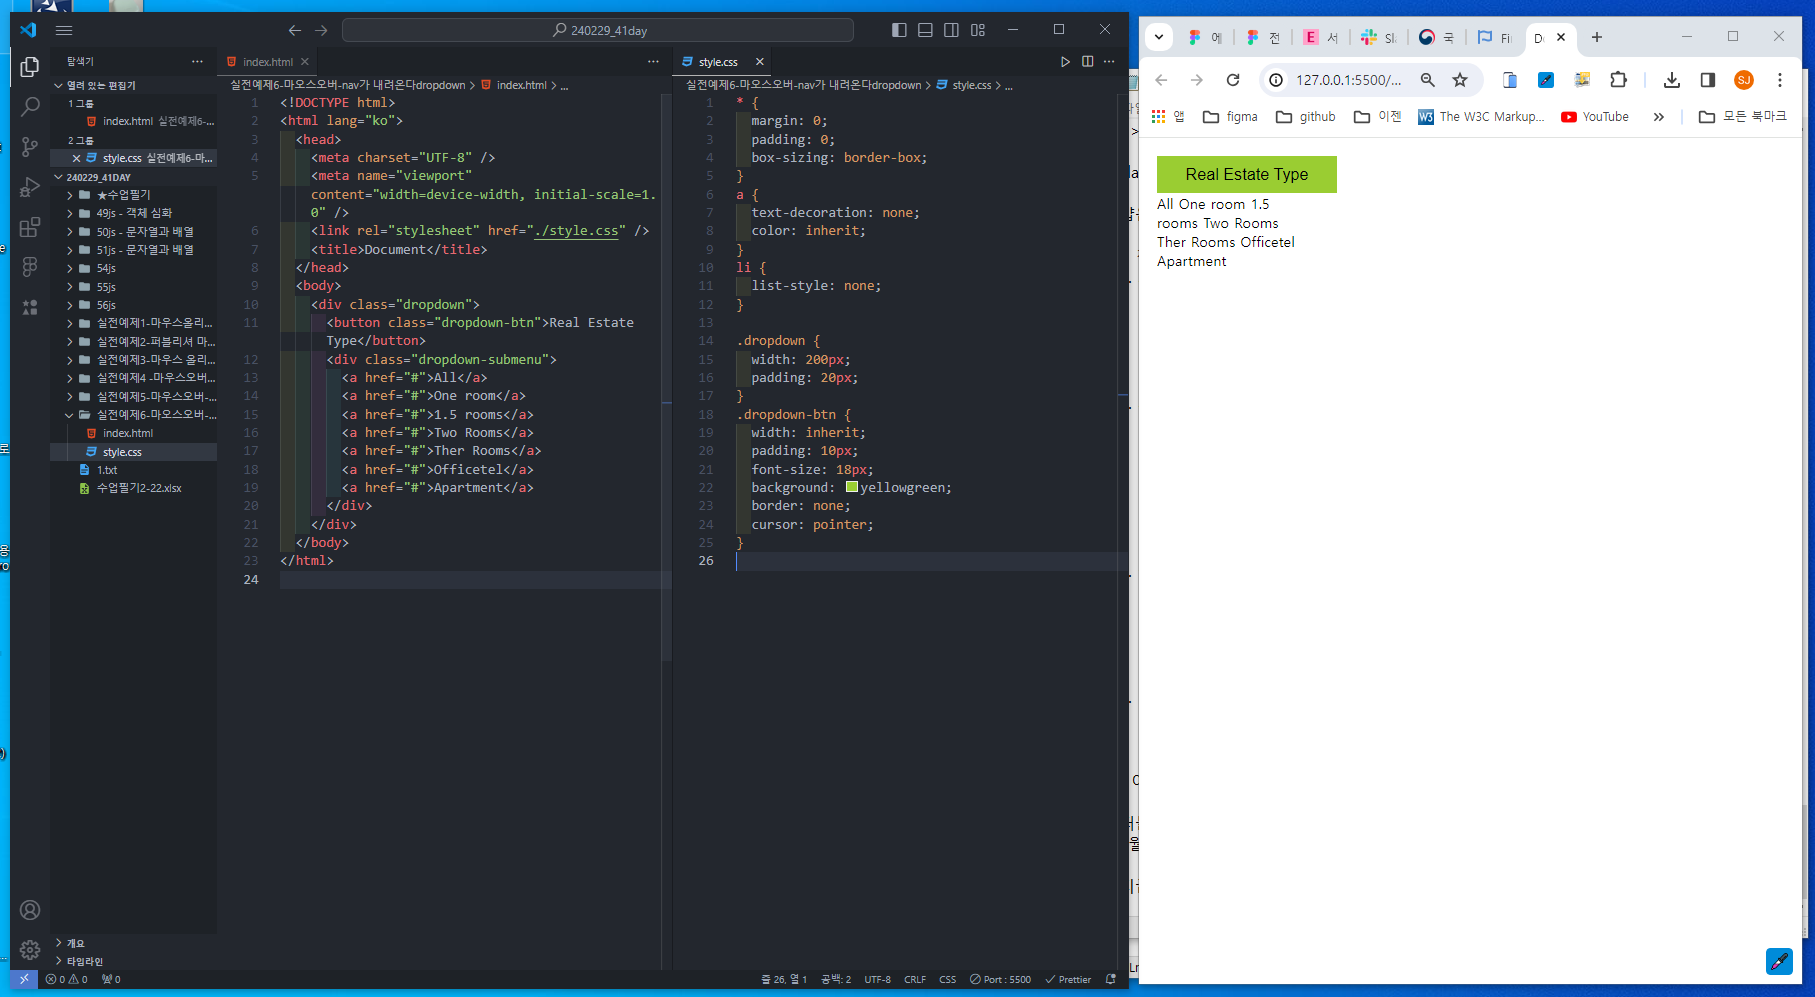 240229_41day
탐색기
열려 있는 편집기
1 그룹
index.html 실전예제6-...
2 그룹
style.css 실전예제6-마...
240229_41DAY
★수업필기
49js - 객체 심화
50js - 문자열과 배열
51js - 문자열과 배열
54js
55js
56js
실전예제1-마우스올리...
실전예제2-퍼블리셔 마...
실전예제3-마우스 올리...
실전예제4 -마우스오버...
실전예제5-마우스오버-...
실전예제6-마오스오버-...
index.html
style.css
1.txt
수업필기2-22.xlsx
개요
타임라인
index.html
실전예제6-마오스오버-nav가 내려온다dropdown > index.html > ...
1 <!DOCTYPE html>
2 <html lang="ko">
3 <head>
4 <meta charset="UTF-8" />
5 <meta name="viewport"
content="width=device-width, initial-scale=1.
0" />
6 <link rel="stylesheet" href="./style.css" />
7 <title>Document</title>
8 </head>
9 <body>
10 <div class="dropdown">
11 <button class="dropdown-btn">Real Estate
Type</button>
12 <div class="dropdown-submenu">
13 <a href="#">All</a>
14 <a href="#">One room</a>
15 <a href="#">1.5 rooms</a>
16 <a href="#">Two Rooms</a>
17 <a href="#">Ther Rooms</a>
18 <a href="#">Officetel</a>
19 <a href="#">Apartment</a>
20 </div>
21 </div>
22 </body>
23 </html>
24
style.css
실전예제6-마오스오버-nav가 내려온다dropdown > style.css > ...
1 * {
2 margin: 0;
3 padding: 0;
4 box-sizing: border-box;
5 }
6 a {
7 text-decoration: none;
8 color: inherit;
9 }
10 li {
11 list-style: none;
12 }
13
14 .dropdown {
15 width: 200px;
16 padding: 20px;
17 }
18 .dropdown-btn {
19 width: inherit;
20 padding: 10px;
21 font-size: 18px;
22 background: yellowgreen;
23 border: none;
24 cursor: pointer;
25 }
26
0 0 0
줄 26, 열 1 공백: 2 UTF-8 CRLF CSS Port : 5500 Prettier
에 전 E 서 국
127.0.0.1:5500/...
SJ
앱 figma github 이젠 W3 The W3C Markup... YouTube » 모든 북마크
Real Estate Type
All One room 1.5
rooms Two Rooms
Ther Rooms Officetel
Apartment